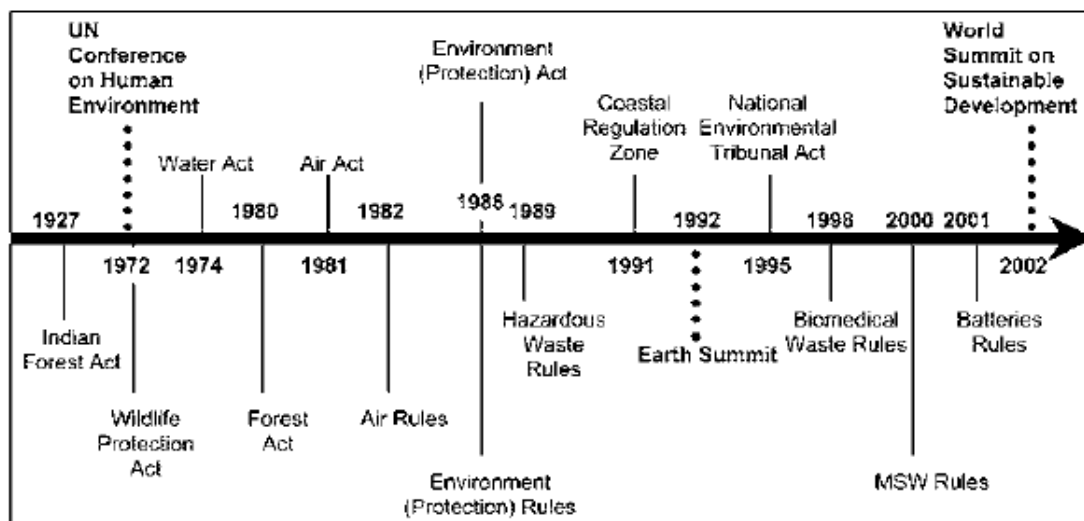 UN
Conference
on Human
Environment
Environment
(Protection) Act
World
Summit on
Sustainable
Development
Coastal
Regulation
Zone
National
Environmental
Tribunal Act
Water Act
Air Act
1927
1980
1982
1986
1989
1992
1998
2000
2001
1972
1974
1981
1991
1995
2002
Indian
Forest Act
Hazardous
Waste
Rules
Earth Summit
Biomedical
Waste Rules
Batteries
Rules
Wildlife
Protection
Act
Forest
Act
Air Rules
Environment
(Protection) Rules
MSW Rules